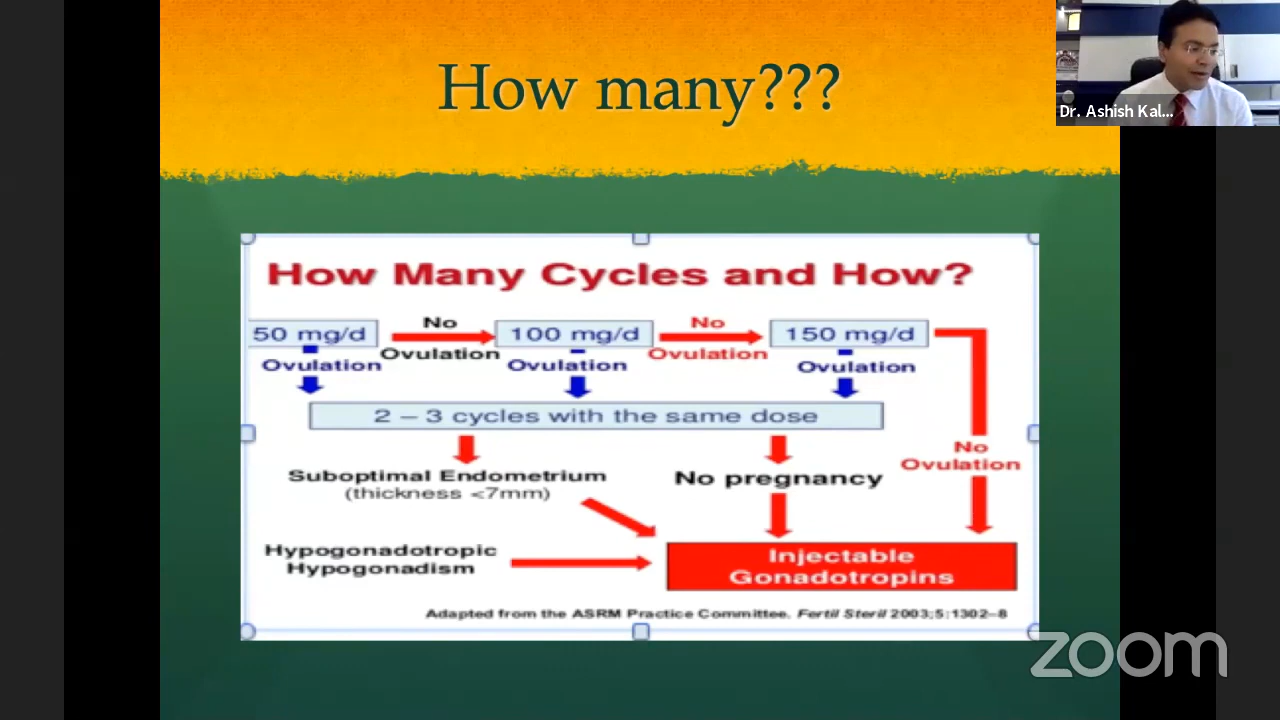 How many???
Dr. Ashish Kal...
How Many Cycles and How?
50 mg/d
No
Ovulation
100 mg/d
No
Ovulation
150 mg/d
Ovulation
Ovulation
Ovulation
2 – 3 cycles with the same dose
No
Ovulation
Suboptimal Endometrium
(thickness <7mm)
No pregnancy
Hypogonadotropic
Hypogonadism
Injectable
Gonadotropins
Adapted from the ASRM Practice Committee. Fertil Steril 2003;5:1302–8
zoom